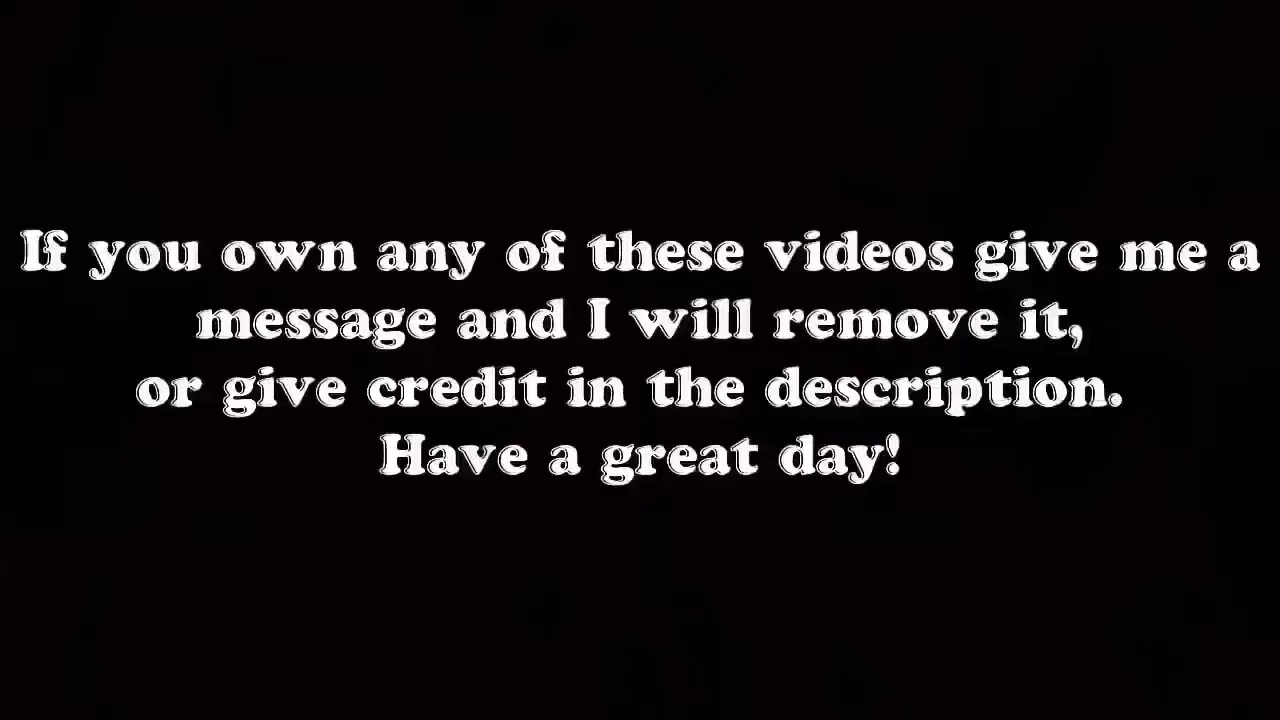 If you own any of these videos give me a
message and I will remove it,
or give credit in the description.
Have a great day!